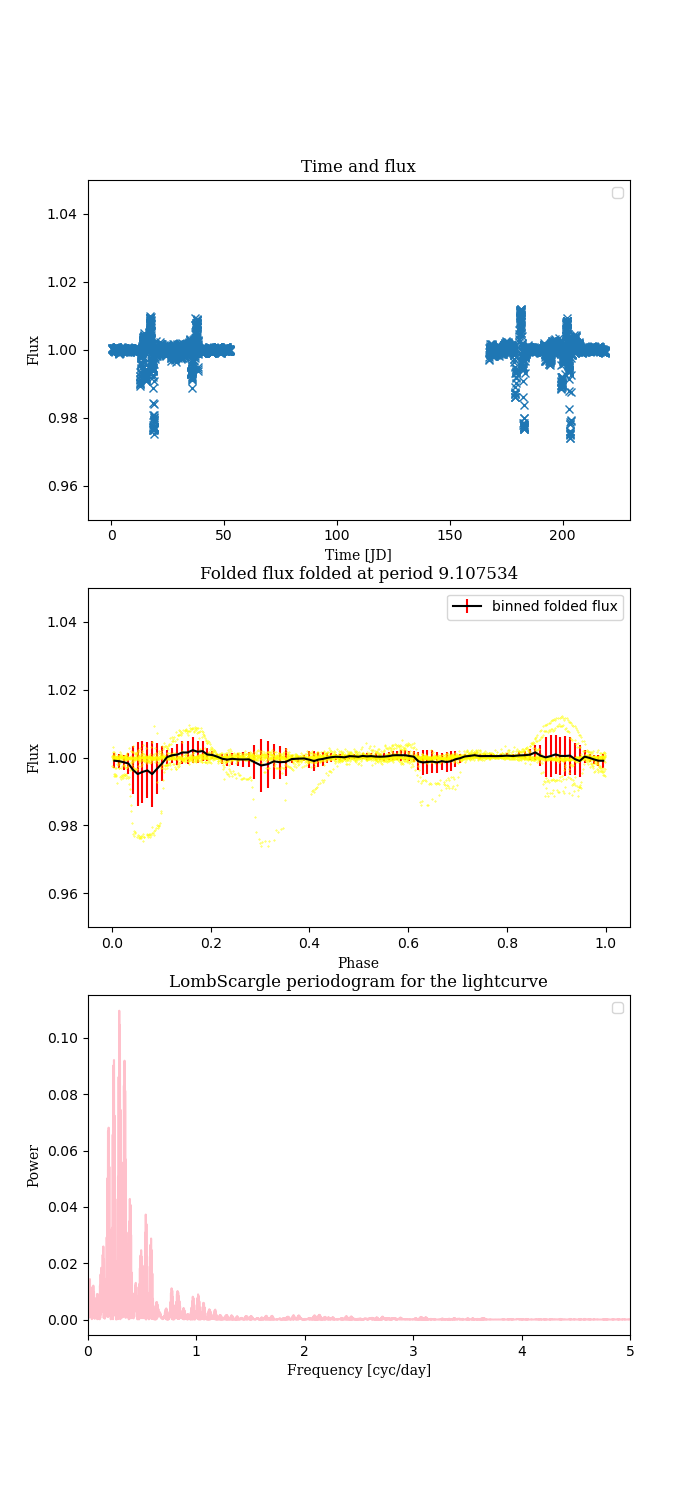 Time and flux
1.04
1.02
1.00
0.98
0.96
Flux
0 50 100 150 200
Time [JD]
Folded flux folded at period 9.107534
binned folded flux
1.04
1.02
1.00
0.98
0.96
Flux
0.0 0.2 0.4 0.6 0.8 1.0
Phase
LombScargle periodogram for the lightcurve
0.10
0.08
0.06
0.04
0.02
0.00
Power
0 1 2 3 4 5
Frequency [cyc/day]